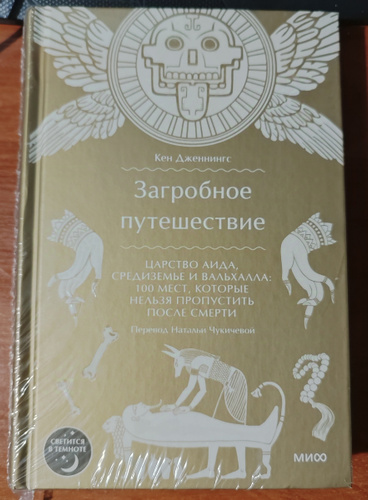 Кен Дженнингс
Загробное
путешествие
ЦАРСТВО АИДА,
СРЕДИЗЕМЬЕ И ВАЛЬХАЛЛА:
100 МЕСТ, КОТОРЫЕ
НЕЛЬЗЯ ПРОПУСТИТЬ
ПОСЛЕ СМЕРТИ
Перевод Натальи Чукичевой
СВЕТИТСЯ
В ТЕМНОТЕ
МИФ